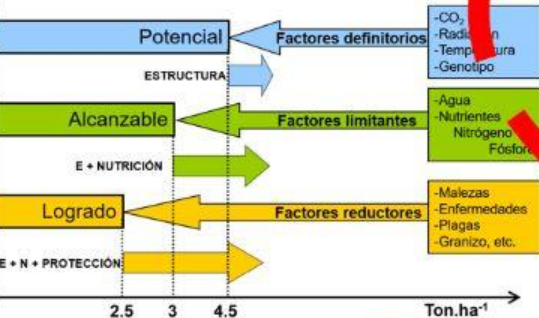 Potencial
Factores definitorios
-CO₂
-Temperatura
-Genotipo
ESTRUCTURA
Alcanzable
Factores limitantes
-Agua
-Nutrientes
Nitrógeno
E + NUTRICIÓN
Logrado
Factores reductores
-Malezas
-Enfermedades
-Plagas
-Granizo, etc.
E + N + PROTECCIÓN
2.5 3 4.5 Ton.ha⁻¹